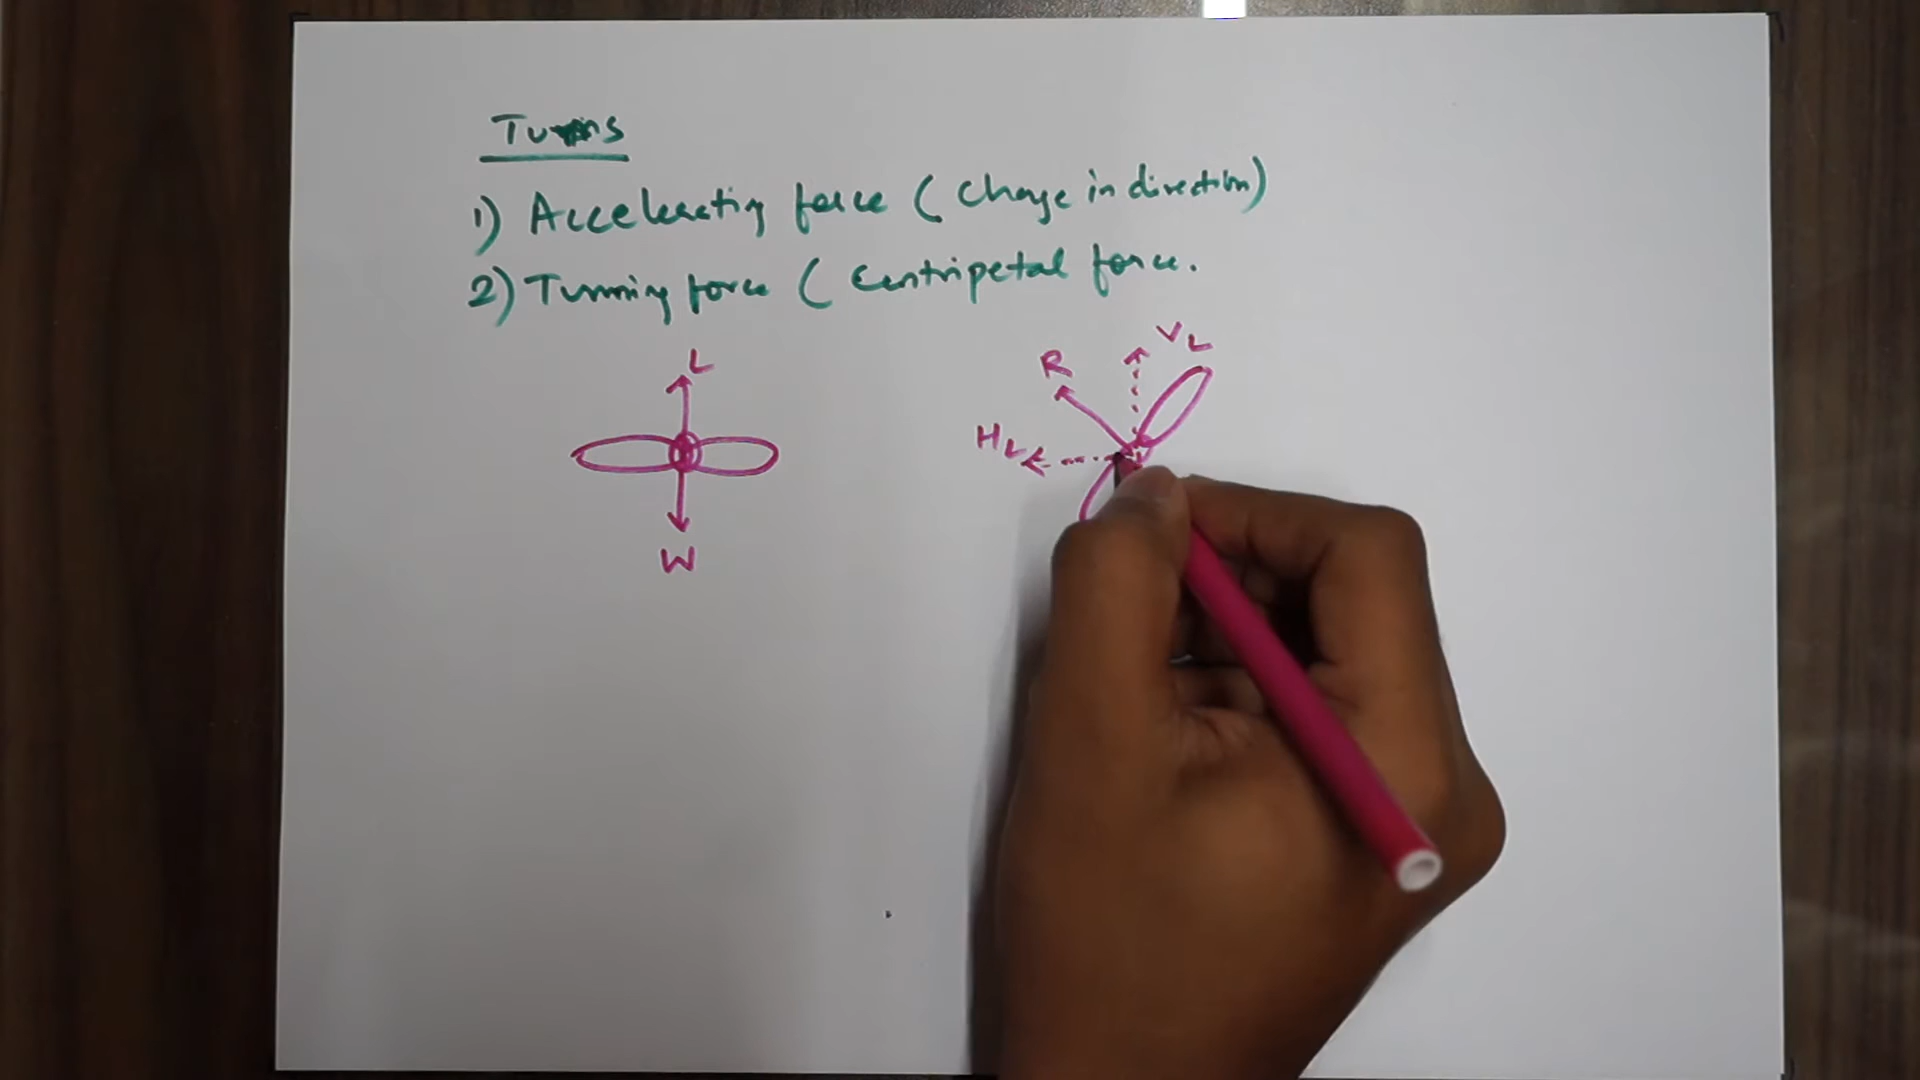 Turns
1) Accelerating force (Change in direction)
2) Turning force ( Centripetal force.
L
W
R
VL
HL